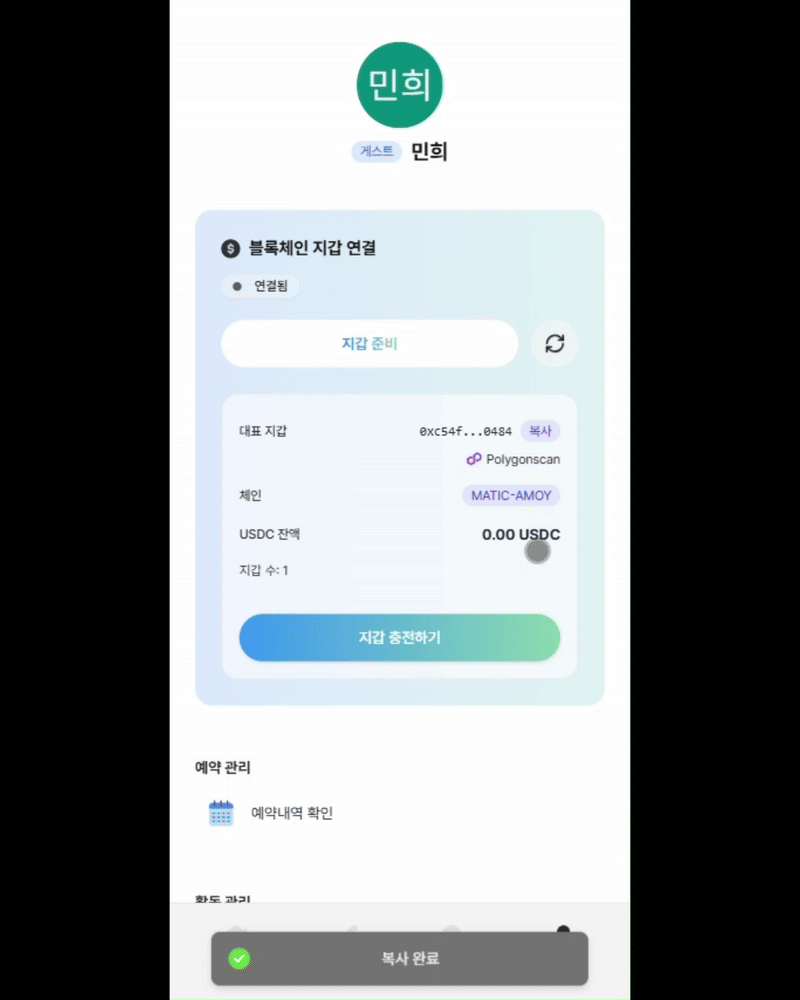 민희
게스트 민희
블록체인 지갑 연결
연결됨
지갑 준비
대표 지갑 0xc54f...0484 복사
Polygonscan
체인 MATIC-AMOY
USDC 잔액 0.00 USDC
지갑 수: 1
지갑 충전하기
예약 관리
예약내역 확인
활동 관리
복사 완료